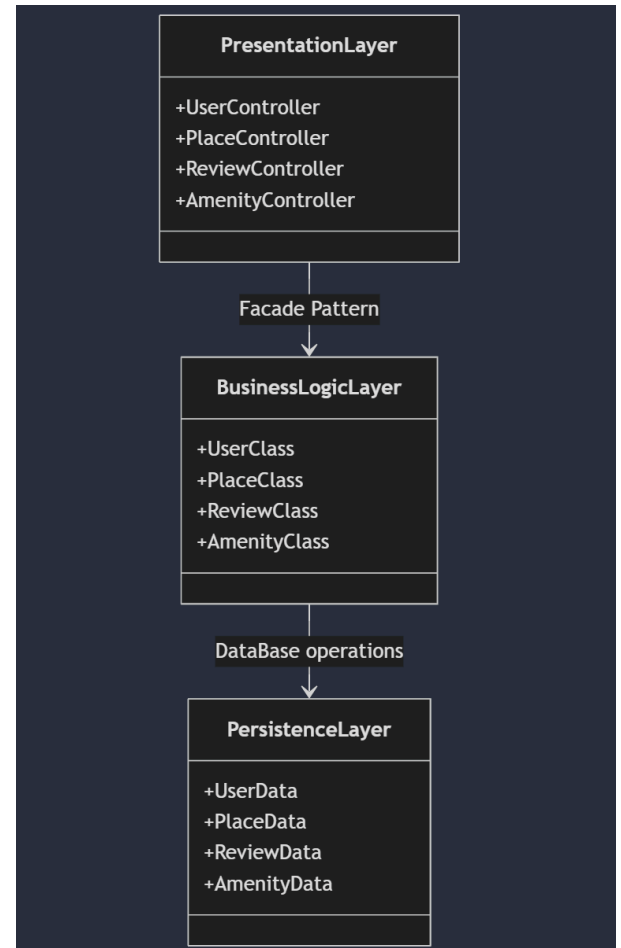 PresentationLayer
+UserController
+PlaceController
+ReviewController
+AmenityController
Facade Pattern
BusinessLogicLayer
+UserClass
+PlaceClass
+ReviewClass
+AmenityClass
DataBase operations
PersistenceLayer
+UserData
+PlaceData
+ReviewData
+AmenityData